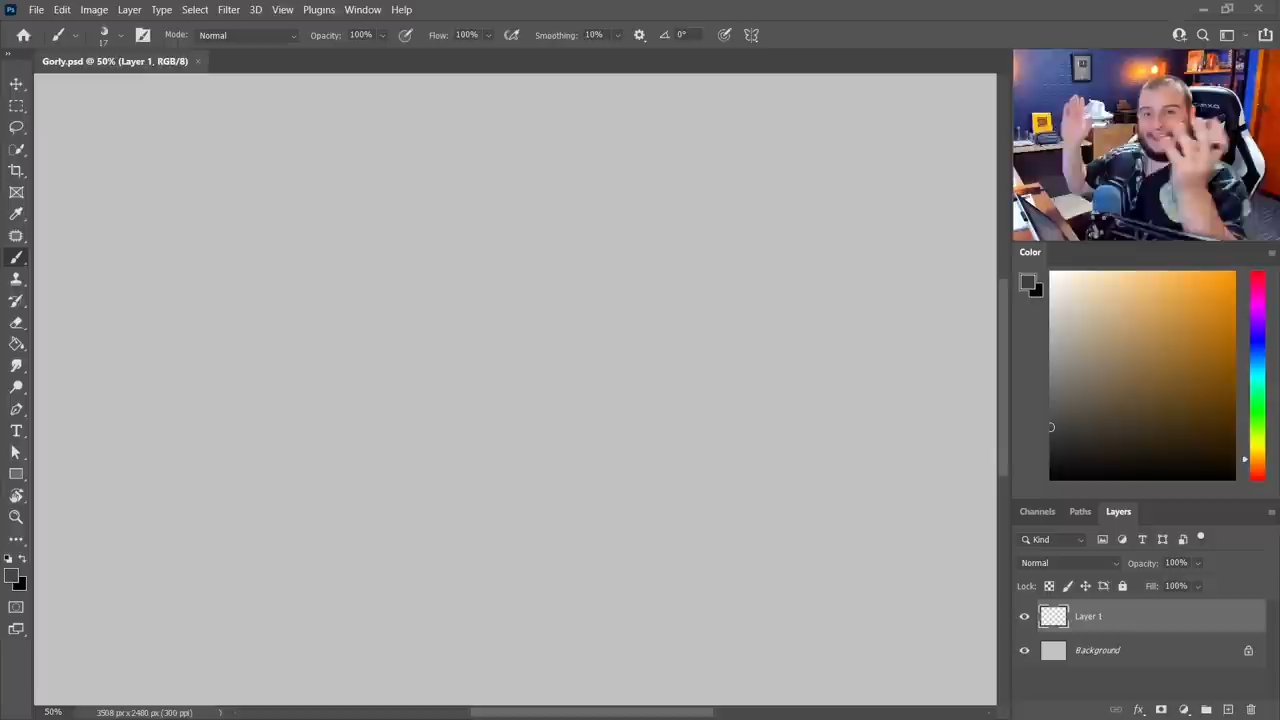 File Edit Image Layer Type Select Filter 3D View Plugins Window Help
17 Mode: Normal Opacity: 100% Flow: 100% Smoothing: 10% 0°
Gorly.psd @ 50% (Layer 1, RGB/8)
Color
Channels Paths Layers
Kind
Normal Opacity: 100%
Lock: Fill: 100%
Layer 1
Background
50% 3508 px x 2480 px (300 ppi)